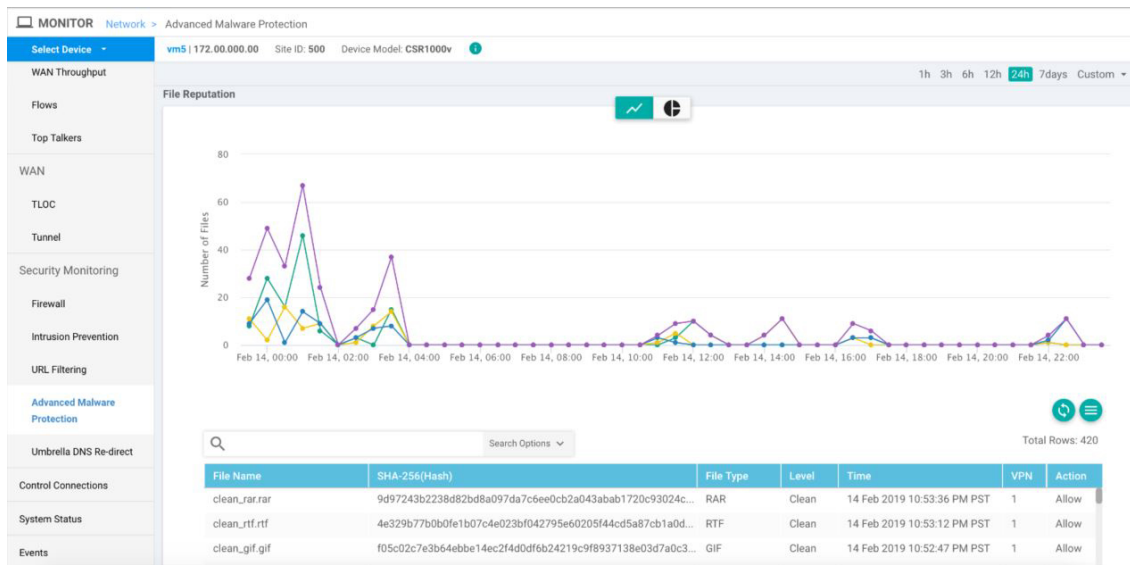 MONITOR Network > Advanced Malware Protection
Select Device
vm5 | 172.00.000.00 Site ID: 500 Device Model: CSR1000v
WAN Throughput
Flows
Top Talkers
WAN
TLOC
Tunnel
Security Monitoring
Firewall
Intrusion Prevention
URL Filtering
Advanced Malware
Protection
Umbrella DNS Re-direct
Control Connections
System Status
Events
1h 3h 6h 12h 24h 7days Custom
File Reputation
Number of Files
80
60
40
20
0
Feb 14, 00:00 Feb 14, 02:00 Feb 14, 04:00 Feb 14, 06:00 Feb 14, 08:00 Feb 14, 10:00 Feb 14, 12:00 Feb 14, 14:00 Feb 14, 16:00 Feb 14, 18:00 Feb 14, 20:00 Feb 14, 22:00
Search Options
Total Rows: 420
File Name SHA-256(Hash) File Type Level Time VPN Action
clean_rar.rar 9d97243b2238d82bd8a097da7c6ee0cb2a043abab1720c93024c... RAR Clean 14 Feb 2019 10:53:36 PM PST 1 Allow
clean_rtf.rtf 4e329b77b0b0fe1b07c4e023bf042795e60205f44cd5a87cb1a0d... RTF Clean 14 Feb 2019 10:53:12 PM PST 1 Allow
clean_gif.gif f05c02c7e3b64ebbe14ec2f4d0df6b24219c9f8937138e03d7a0c3... GIF Clean 14 Feb 2019 10:52:47 PM PST 1 Allow